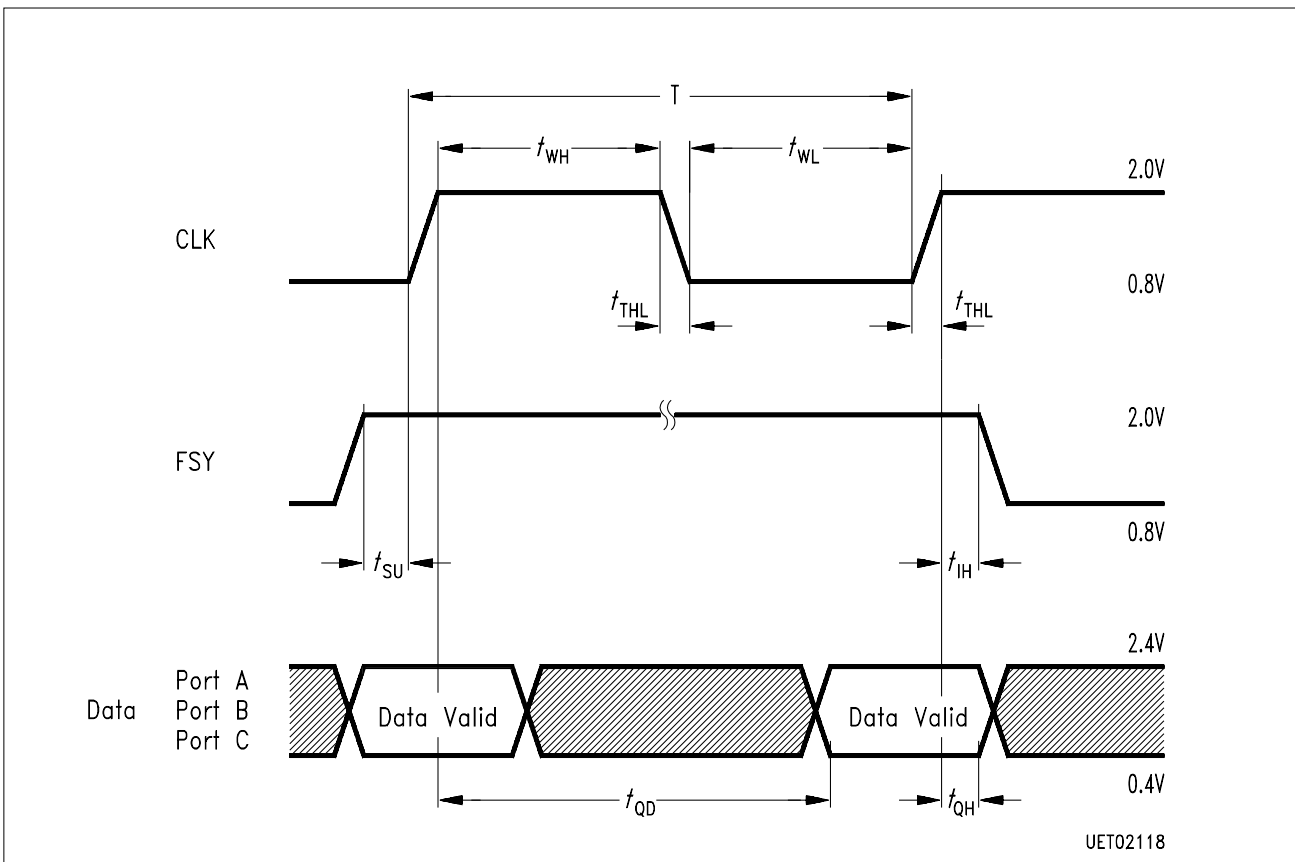 T
tWH
tWL
2.0V
CLK
0.8V
tTHL
tTHL
2.0V
FSY
0.8V
tSU
tIH
2.4V
Port A
Data Port B Data Valid Data Valid
Port C
0.4V
tQD
tQH
UET02118